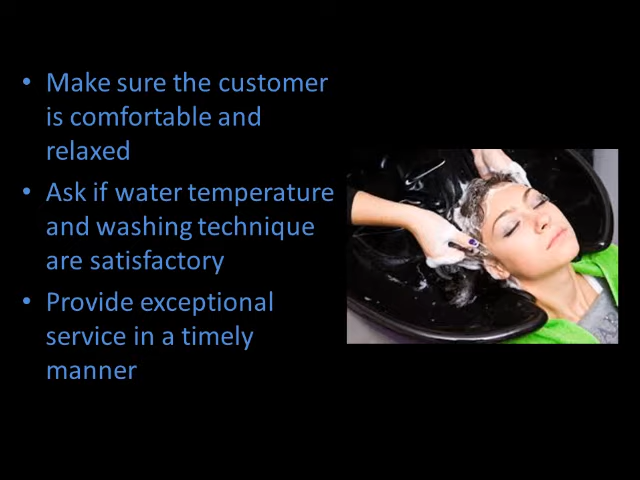 • Make sure the customer
is comfortable and
relaxed
• Ask if water temperature
and washing technique
are satisfactory
• Provide exceptional
service in a timely
manner